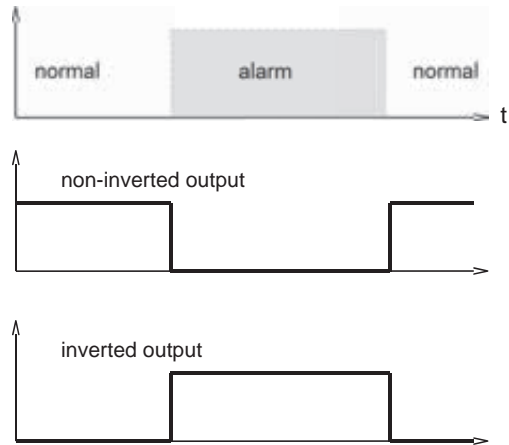 normal alarm normal
t
non-inverted output
inverted output